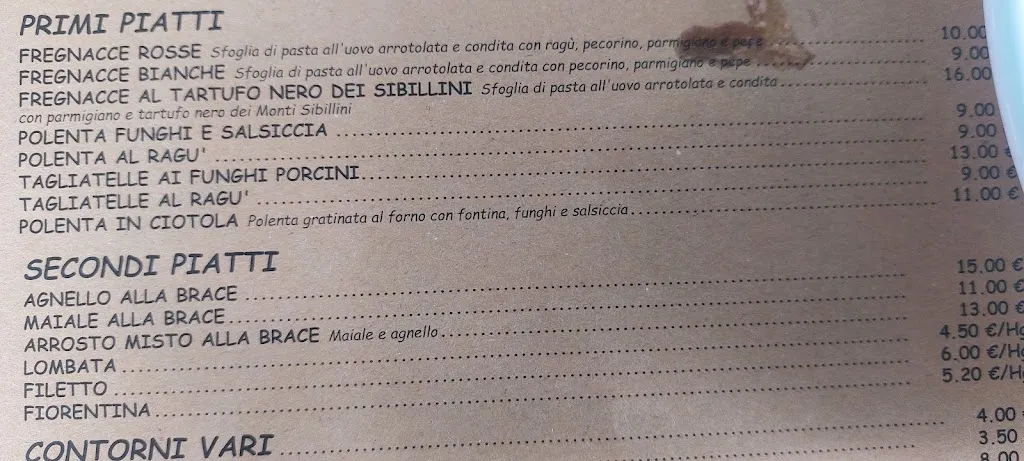 PRIMI PIATTI
FREGNACCE ROSSE Sfoglia di pasta all'uovo arrotolata e condita con ragù, pecorino, parmigiano e pepe ........ 10.00
FREGNACCE BIANCHE Sfoglia di pasta all'uovo arrotolata e condita con pecorino, parmigiano e pepe ........ 9.00
FREGNACCE AL TARTUFO NERO DEI SIBILLINI Sfoglia di pasta all'uovo arrotolata e condita ........ 16.00
con parmigiano e tartufo nero dei Monti Sibillini
POLENTA FUNGHI E SALSICCIA ........ 9.00
POLENTA AL RAGU' ........ 9.00
TAGLIATELLE AI FUNGHI PORCINI ........ 13.00 €
TAGLIATELLE AL RAGU' ........ 9.00 €
POLENTA IN CIOTOLA Polenta gratinata al forno con fontina, funghi e salsiccia ........ 11.00 €
SECONDI PIATTI
AGNELLO ALLA BRACE ........ 15.00 €
MAIALE ALLA BRACE ........ 11.00 €
ARROSTO MISTO ALLA BRACE Maiale e agnello ........ 13.00 €
LOMBATA ........ 4.50 €/H
FILETTO ........ 6.00 €/H
FIORENTINA ........ 5.20 €/H
CONTORNI VARI ........ 4.00
3.50